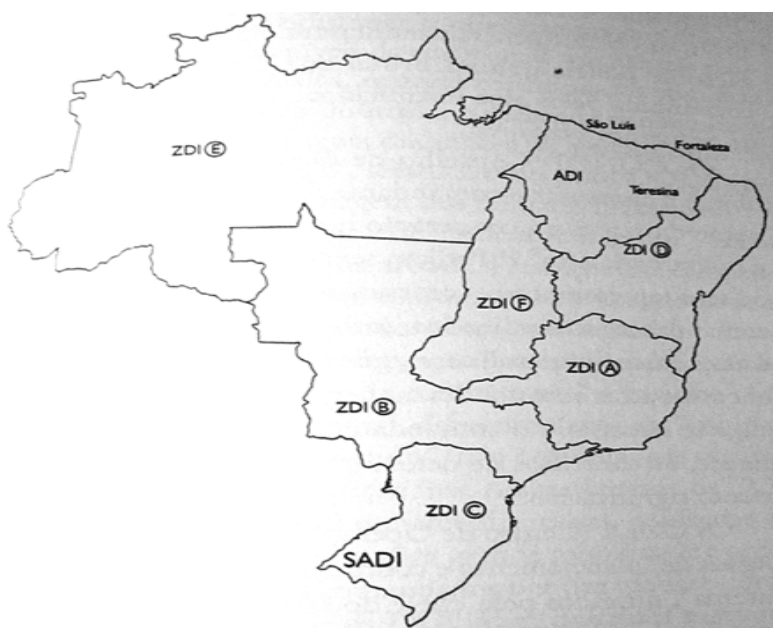 São Luís
Fortaleza
ZDI E
ADI
Teresina
ZDI D
ZDI F
ZDI A
ZDI B
ZDI C
SADI